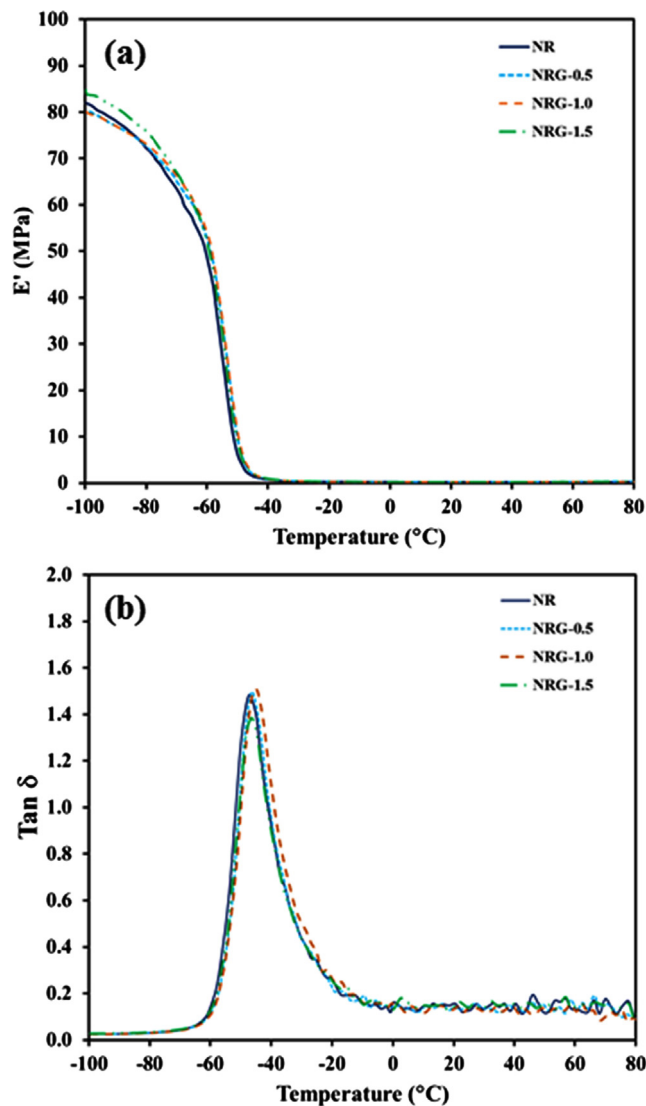 (a)
NR
NRG-0.5
NRG-1.0
NRG-1.5
100
90
80
70
60
50
40
30
20
10
0
E' (MPa)
-100 -80 -60 -40 -20 0 20 40 60 80
Temperature (°C)
(b)
NR
NRG-0.5
NRG-1.0
NRG-1.5
2.0
1.8
1.6
1.4
1.2
1.0
0.8
0.6
0.4
0.2
0.0
Tan δ
-100 -80 -60 -40 -20 0 20 40 60 80
Temperature (°C)